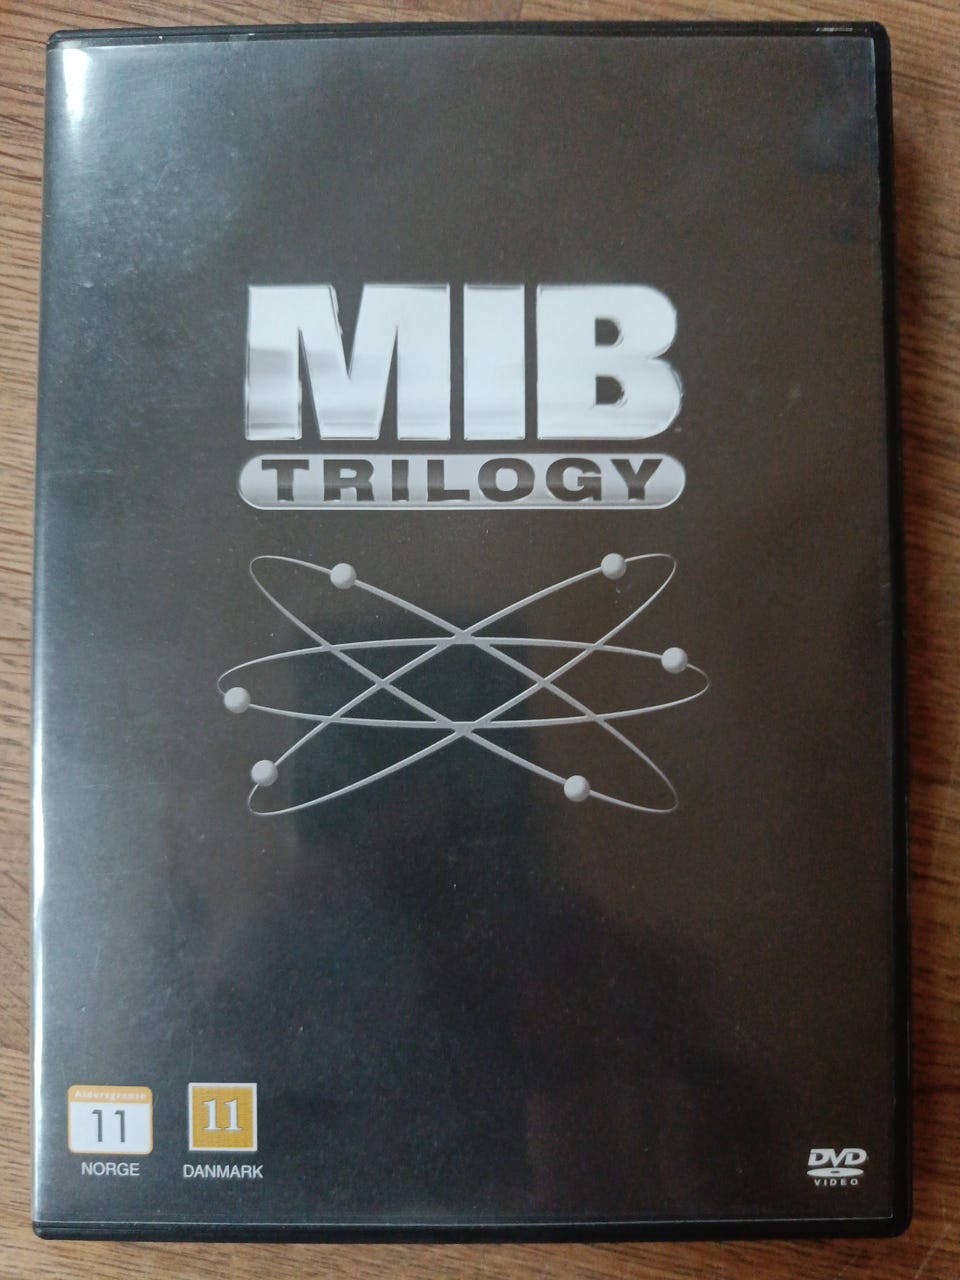 MIB
TRILOGY
Aldersgrense
11
NORGE
11
DANMARK
DVD
VIDEO